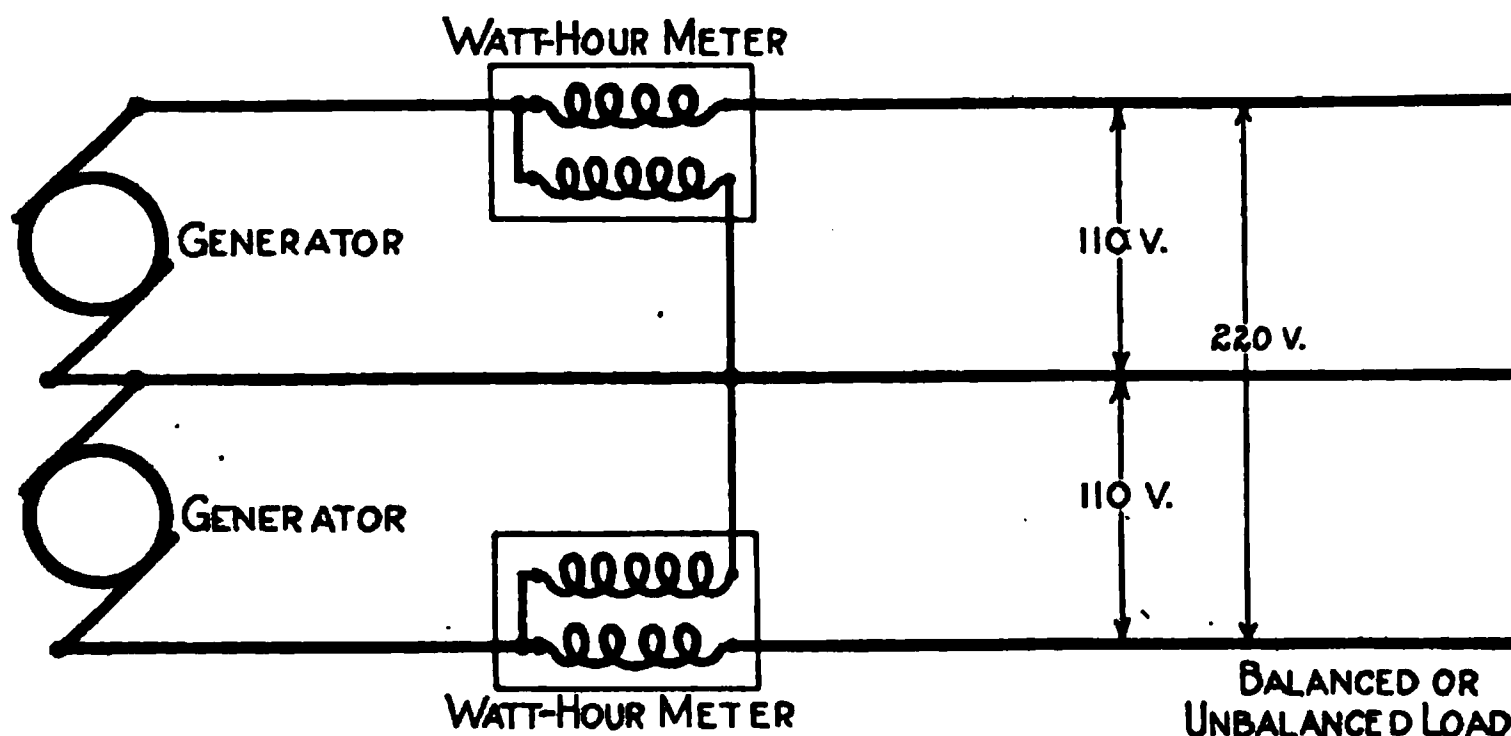 WATT-HOUR METER
GENERATOR
110 V.
220 V.
GENERATOR
110 V.
WATT-HOUR METER
BALANCED OR
UNBALANCED LOAD